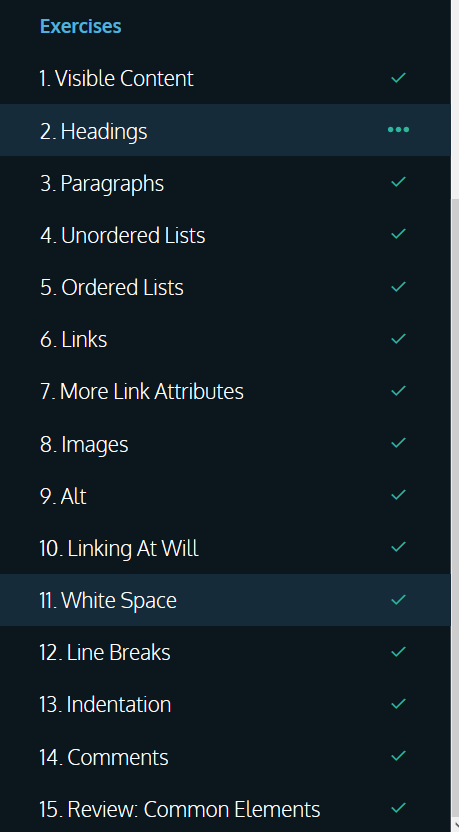 Exercises
1. Visible Content
2. Headings
3. Paragraphs
4. Unordered Lists
5. Ordered Lists
6. Links
7. More Link Attributes
8. Images
9. Alt
10. Linking At Will
11. White Space
12. Line Breaks
13. Indentation
14. Comments
15. Review: Common Elements